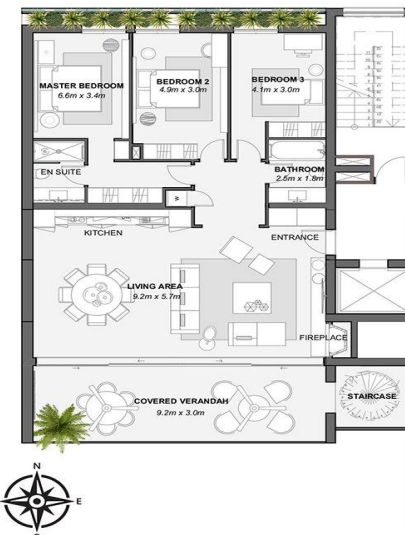 MASTER BEDROOM
6.6m x 3.4m
BEDROOM 2
4.9m x 3.0m
BEDROOM 3
4.1m x 3.0m
EN SUITE
BATHROOM
2.5m x 1.8m
W
KITCHEN
ENTRANCE
LIVING AREA
9.2m x 5.7m
FIREPLACE
COVERED VERANDAH
9.2m x 3.0m
STAIRCASE
N
E
S